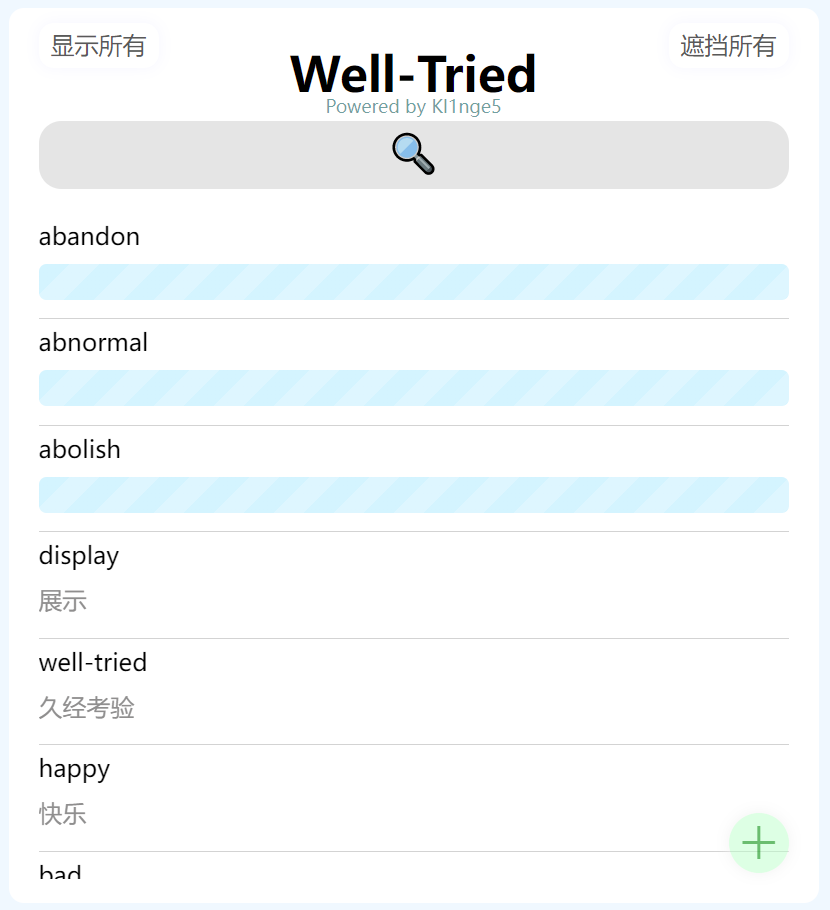 显示所有
遮挡所有
Well-Tried
Powered by Kl1nge5
abandon
abnormal
abolish
display
展示
well-tried
久经考验
happy
快乐
bad